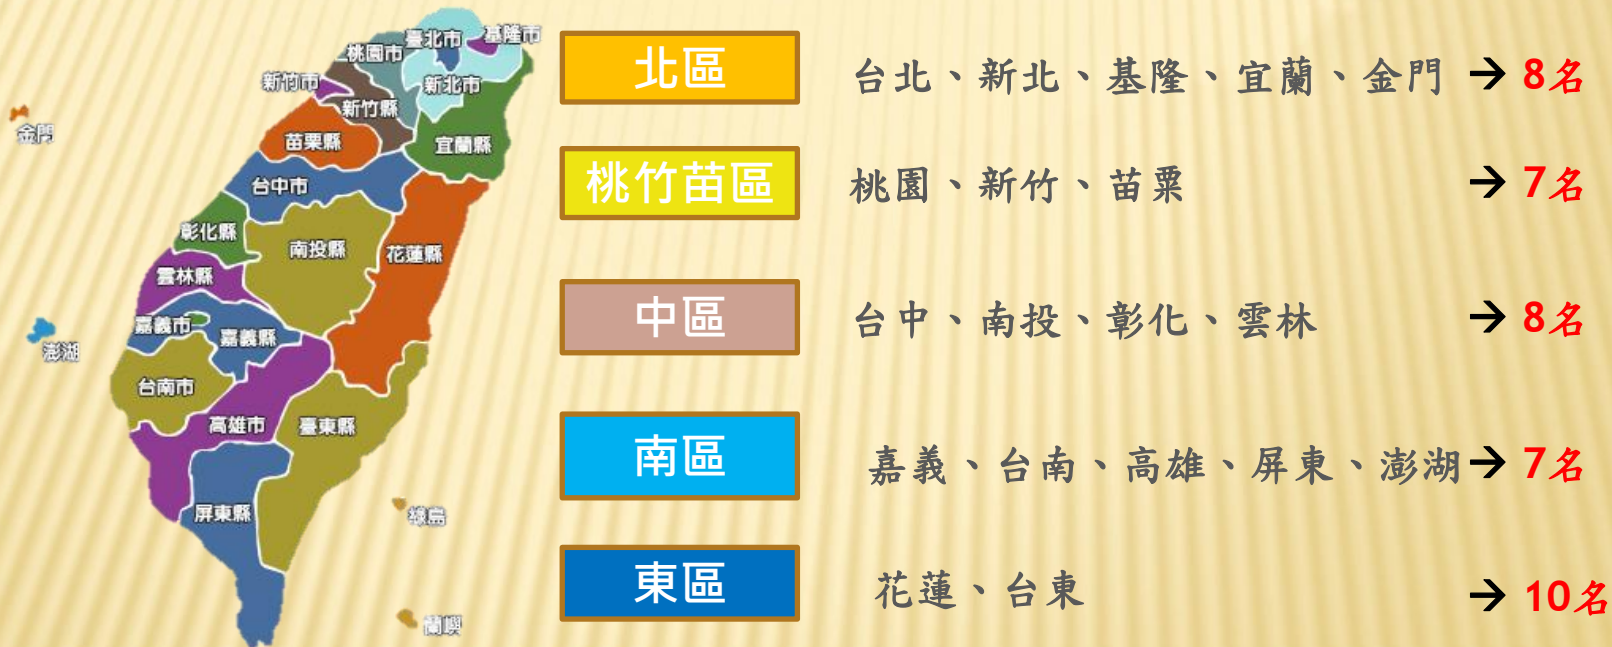 臺北市
基隆市
桃園市
新北市
新竹市
新竹縣
金門
苗栗縣
宜蘭縣
台中市
彰化縣
南投縣
花蓮縣
雲林縣
嘉義市
嘉義縣
澎湖
台南市
高雄市
臺東縣
屏東縣
綠島
蘭嶼
北區 台北、新北、基隆、宜蘭、金門 → 8名
桃竹苗區 桃園、新竹、苗粟 → 7名
中區 台中、南投、彰化、雲林 → 8名
南區 嘉義、台南、高雄、屏東、澎湖 → 7名
東區 花蓮、台東 → 10名